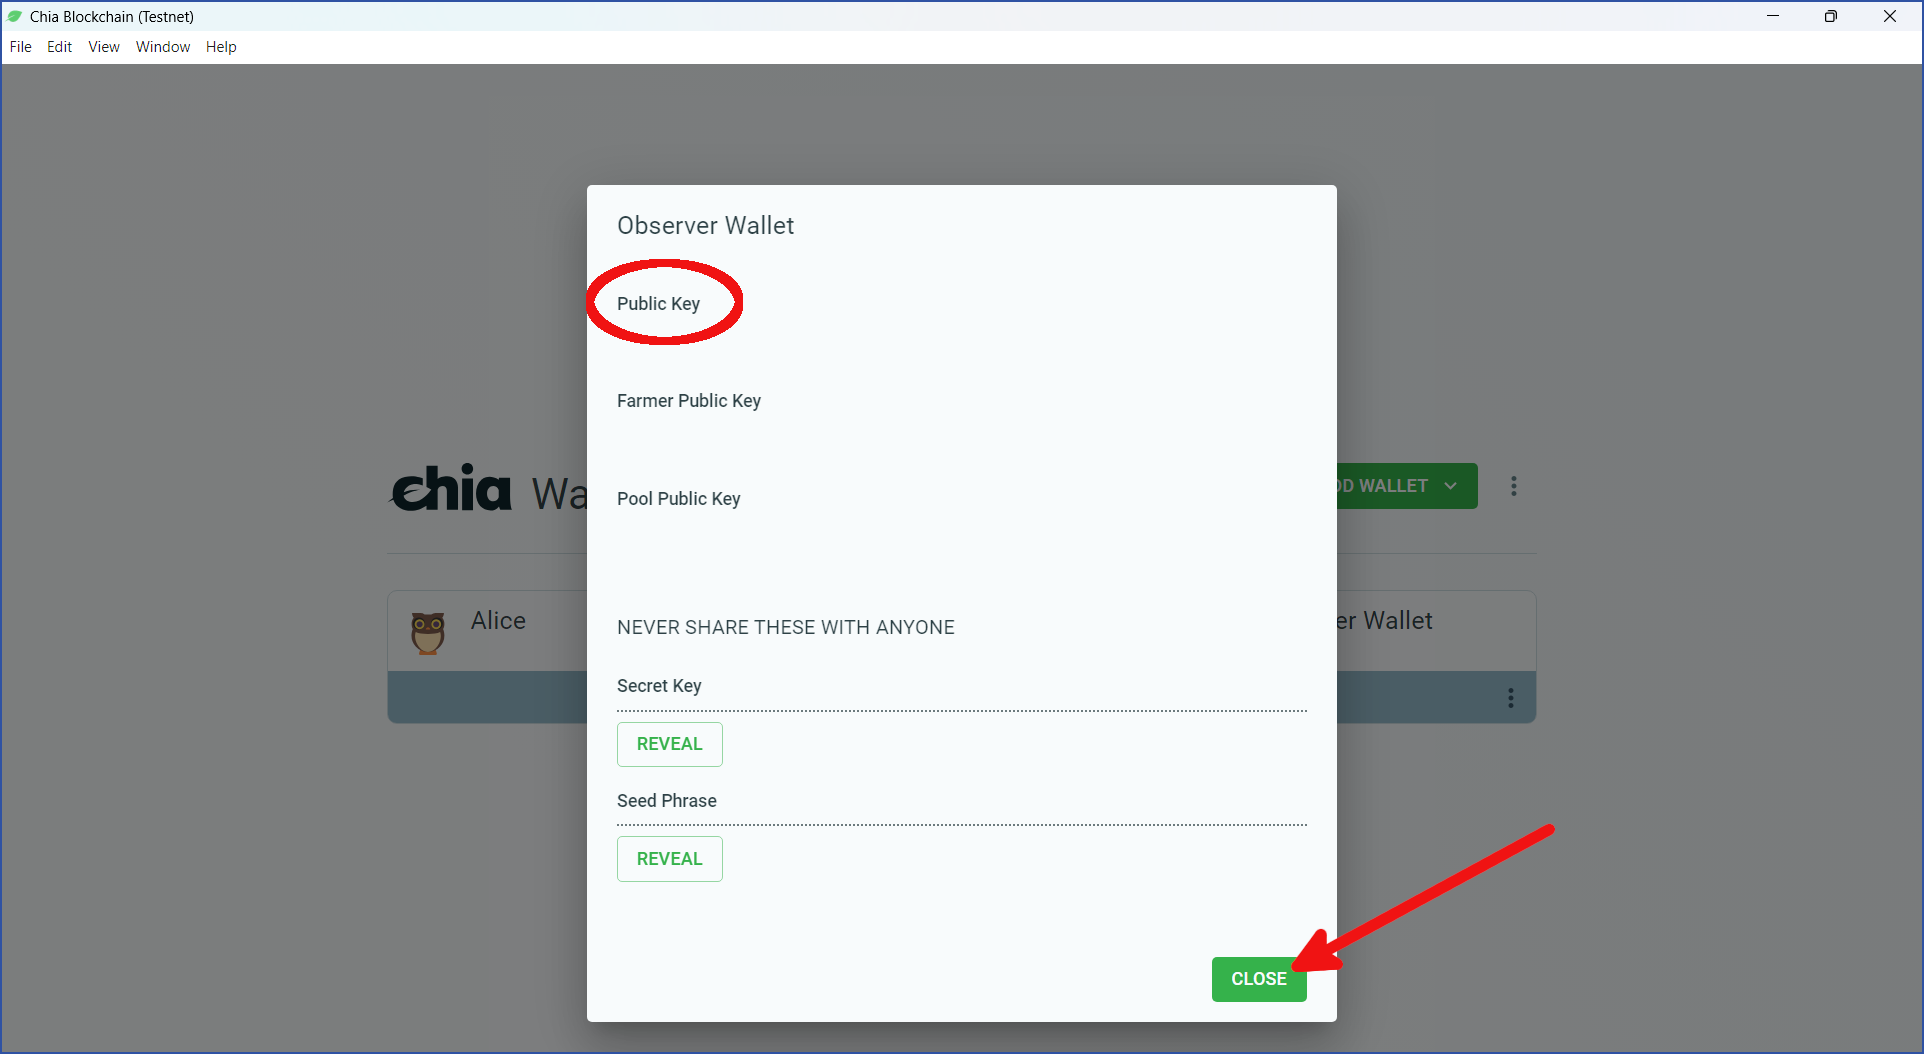 Chia Blockchain (Testnet)
File Edit View Window Help
Observer Wallet
Public Key
Farmer Public Key
Pool Public Key
chia Wa
DD WALLET
Alice
er Wallet
NEVER SHARE THESE WITH ANYONE
Secret Key
REVEAL
Seed Phrase
REVEAL
CLOSE